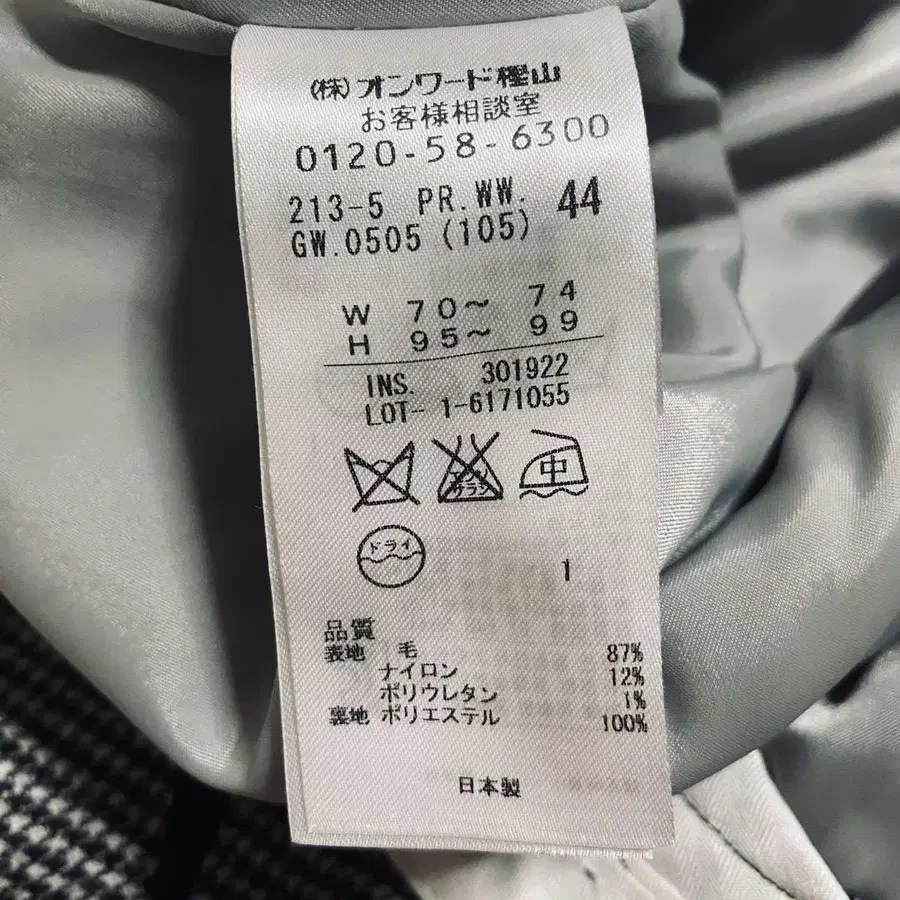 (株)オンワード樫山
お客様相談室
0120-58-6300
213-5 PR.WW. 44
GW.0505 (105)
W 70～ 74
H 95～ 99
INS. 301922
LOT- 1-6171055
エンソ
サラシ
中
ドライ
1
品質
表地 毛 87%
ナイロン 12%
ポリウレタン 1%
裏地 ポリエステル 100%
日本製